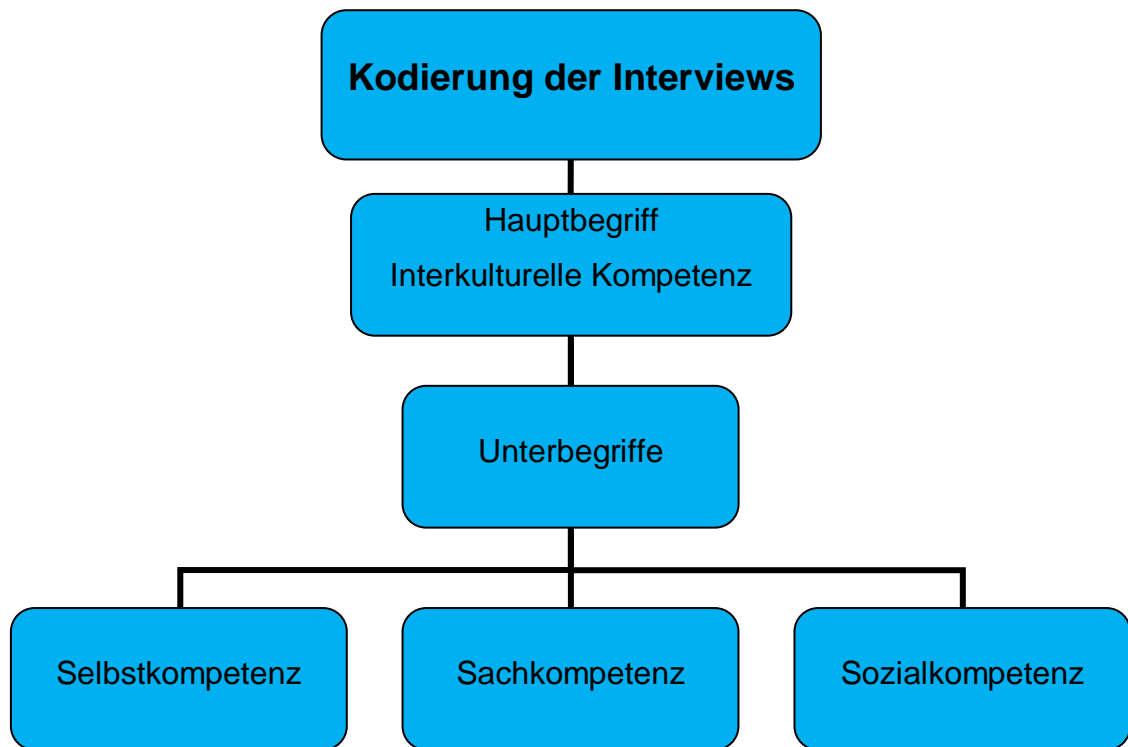 Kodierung der Interviews
Hauptbegriff
Interkulturelle Kompetenz
Unterbegriffe
Selbstkompetenz
Sachkompetenz
Sozialkompetenz